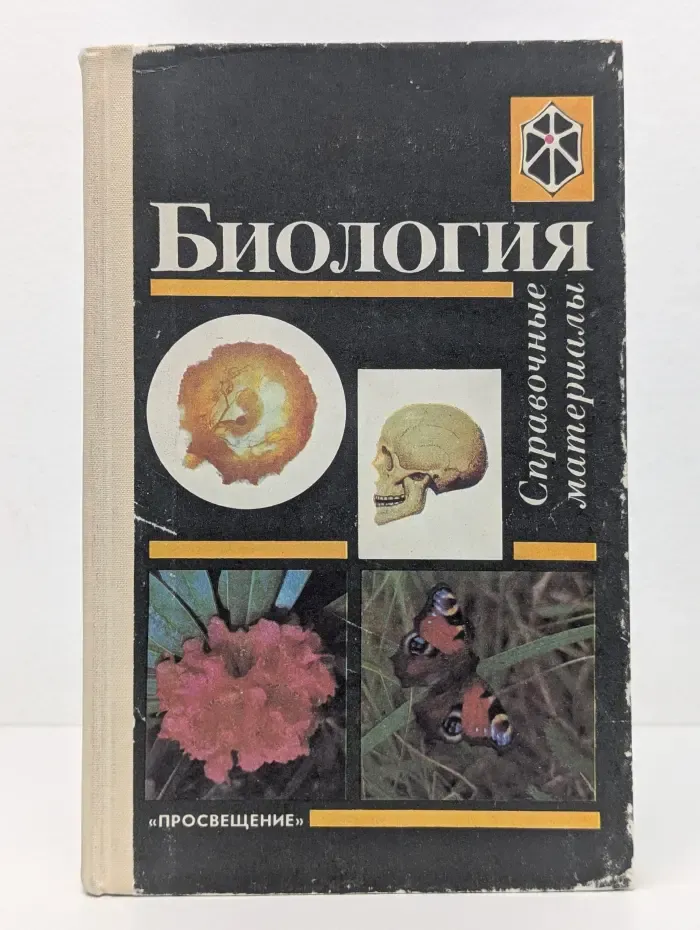 Биология
Справочные
материалы
«ПРОСВЕЩЕНИЕ»